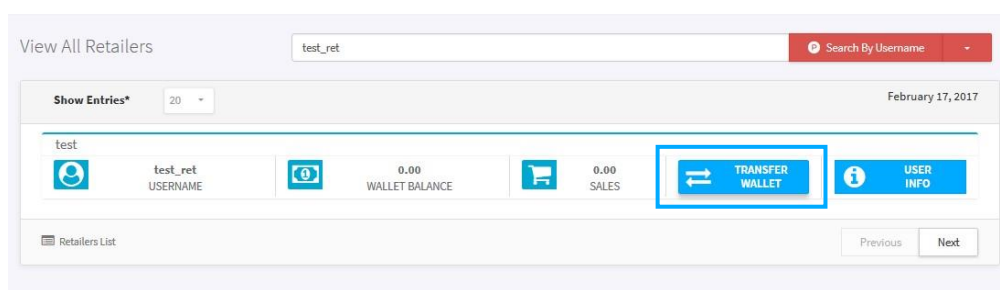 View All Retailers
test_ret
Search By Username
Show Entries*
20
February 17, 2017
test
test_ret
USERNAME
0.00
WALLET BALANCE
0.00
SALES
TRANSFER
WALLET
USER
INFO
Retailers List
Previous
Next